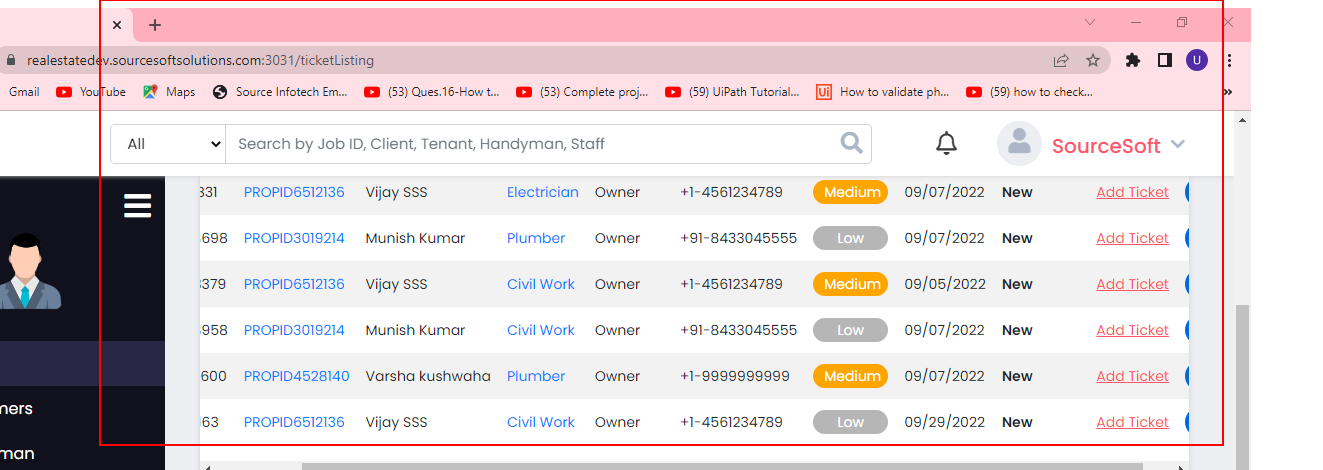 realestatedev.sourcesoftsolutions.com:3031/ticketListing
U
Gmail YouTube Maps Source Infotech Em... (53) Ques.16-How t... (53) Complete proj... (59) UiPath Tutorial... Ui How to validate ph... (59) how to check... »
All Search by Job ID, Client, Tenant, Handyman, Staff SourceSoft
331 PROPID6512136 Vijay SSS Electrician Owner +1-4561234789 Medium 09/07/2022 New Add Ticket
698 PROPID3019214 Munish Kumar Plumber Owner +91-8433045555 Low 09/07/2022 New Add Ticket
379 PROPID6512136 Vijay SSS Civil Work Owner +1-4561234789 Medium 09/05/2022 New Add Ticket
958 PROPID3019214 Munish Kumar Civil Work Owner +91-8433045555 Low 09/07/2022 New Add Ticket
600 PROPID4528140 Varsha kushwaha Plumber Owner +1-9999999999 Medium 09/07/2022 New Add Ticket
163 PROPID6512136 Vijay SSS Civil Work Owner +1-4561234789 Low 09/29/2022 New Add Ticket
mers
man